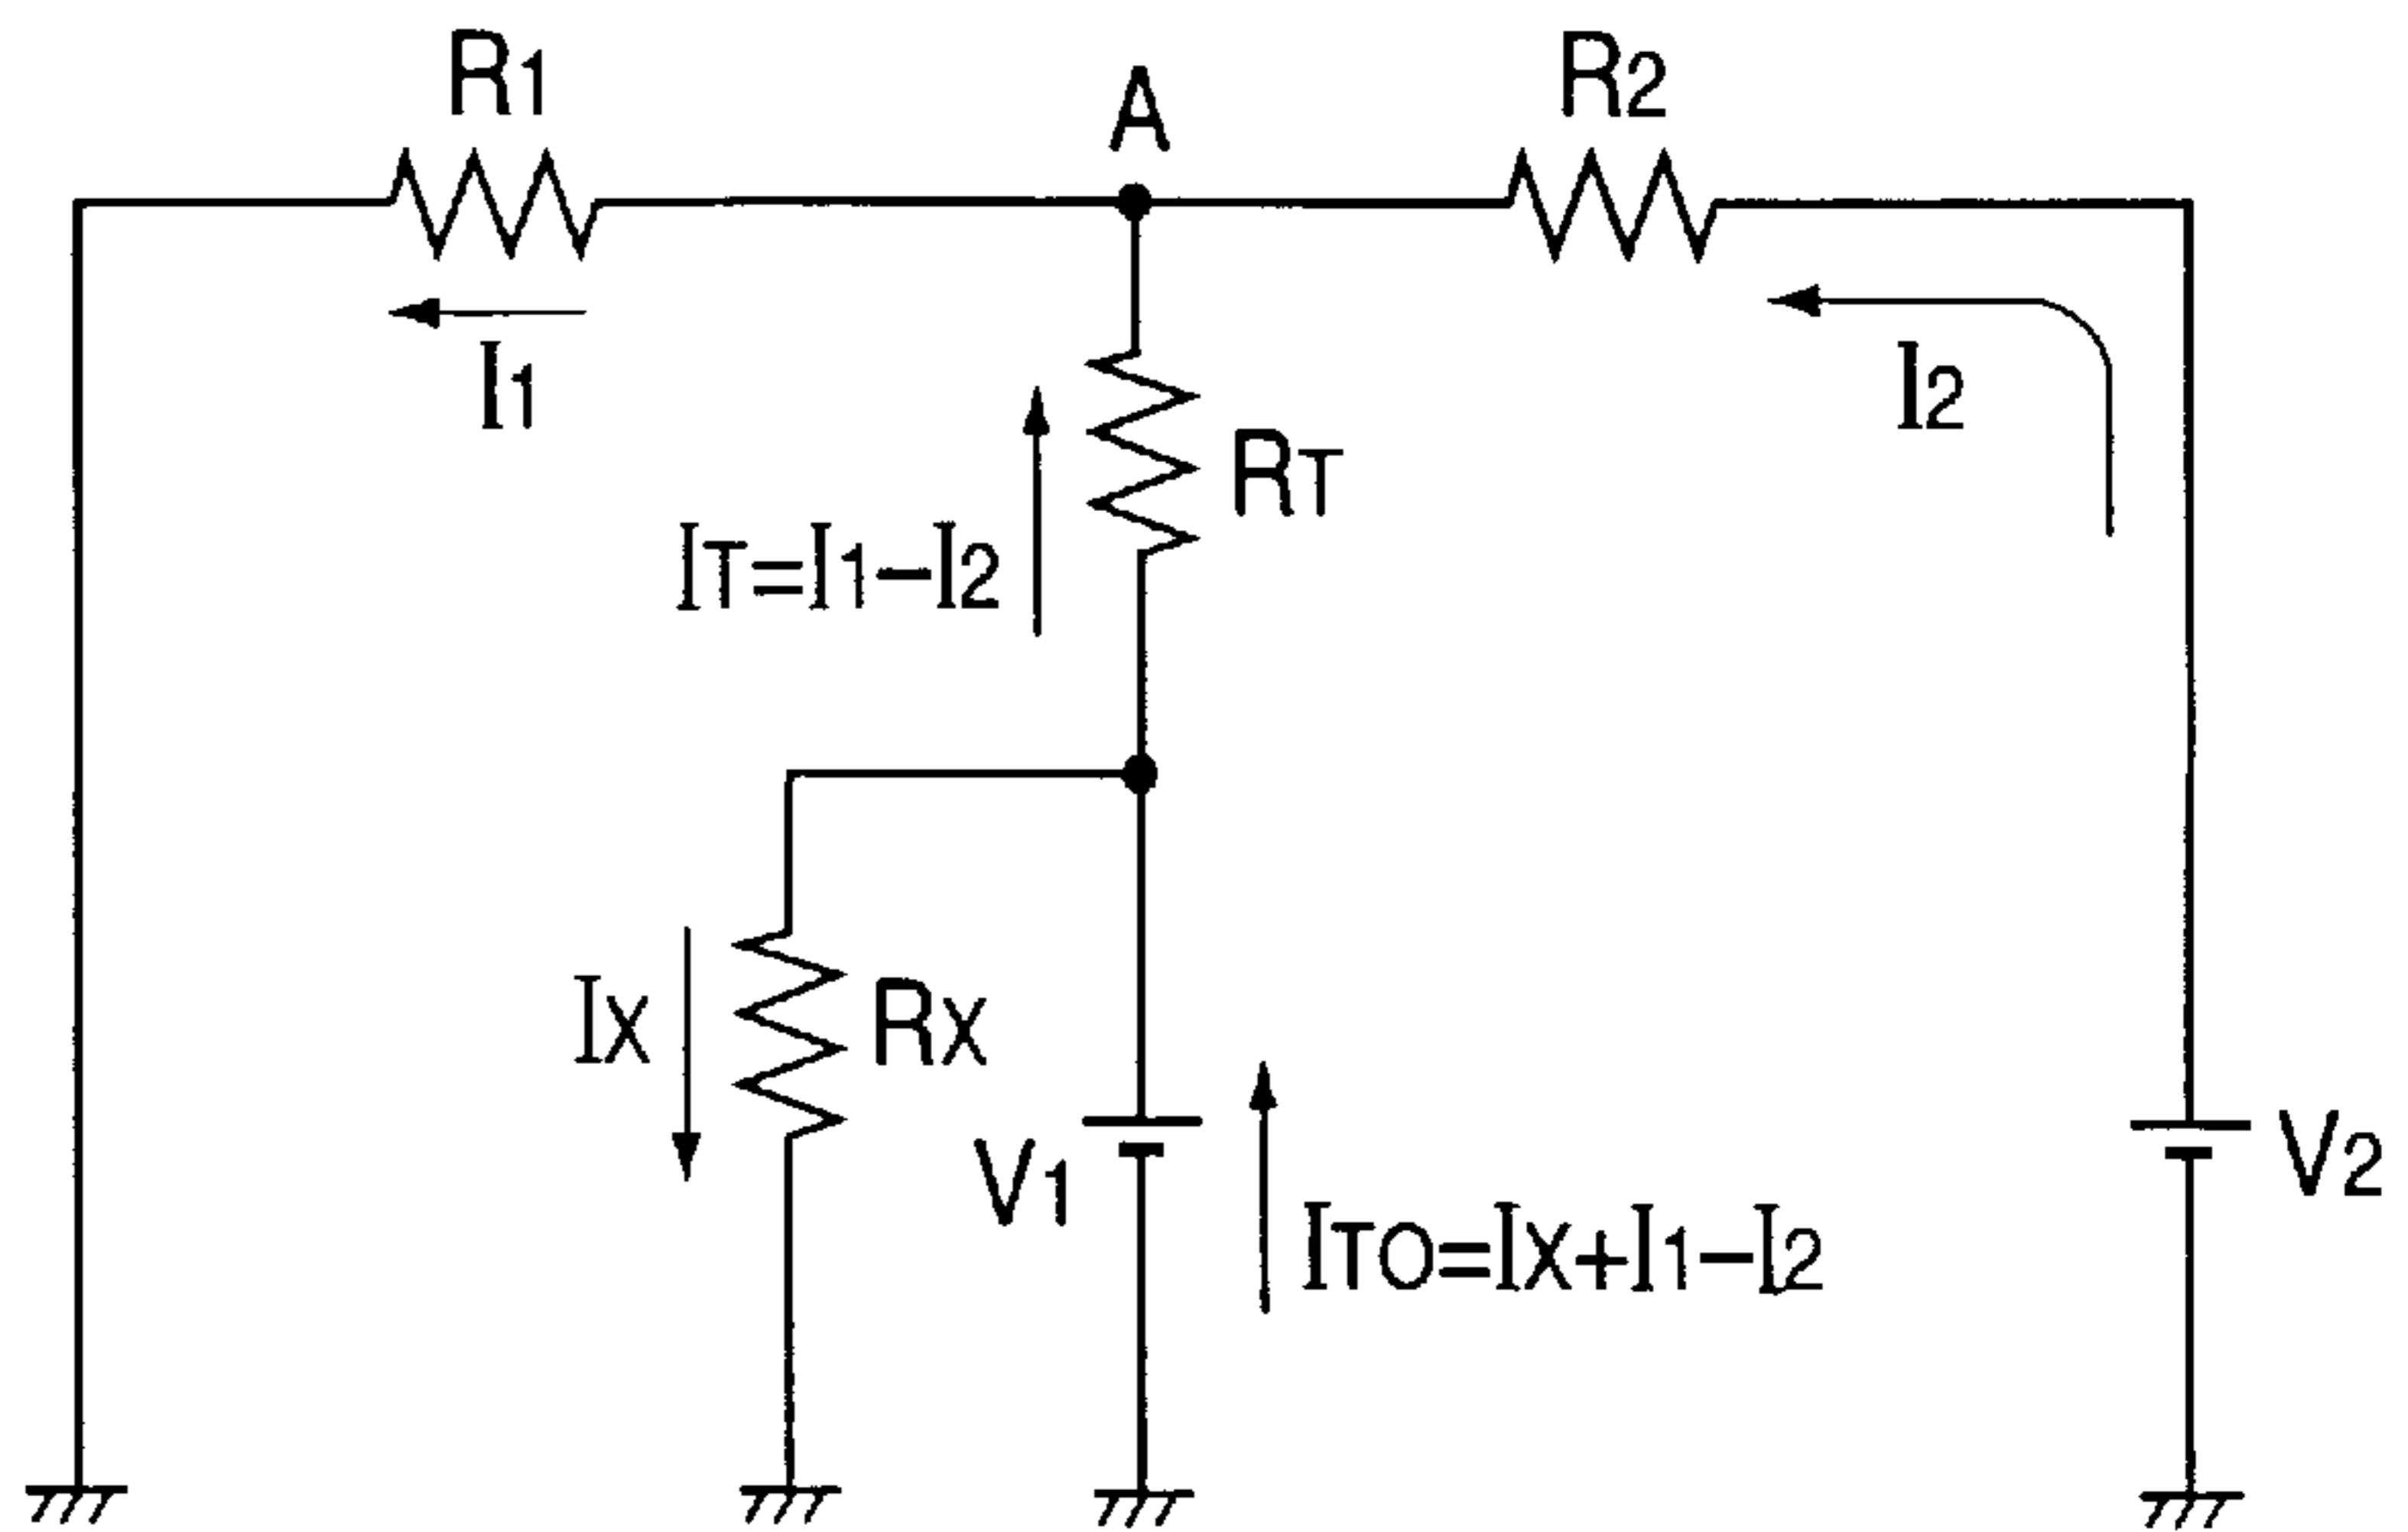 R1
A
R2
I1
I2
RT
IT=I1-I2
IX
RX
V1
V2
ITO=IX+I1-I2